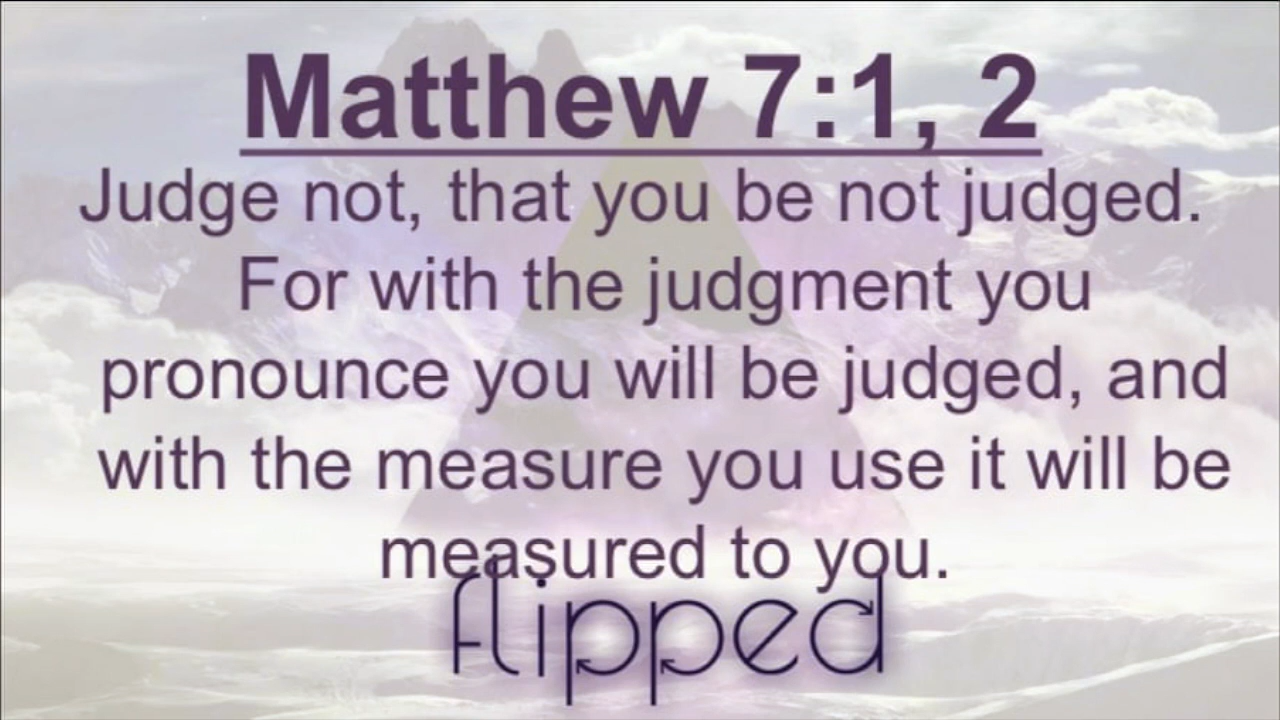 Matthew 7:1, 2
Judge not, that you be not judged.
For with the judgment you
pronounce you will be judged, and
with the measure you use it will be
measured to you.
flipped